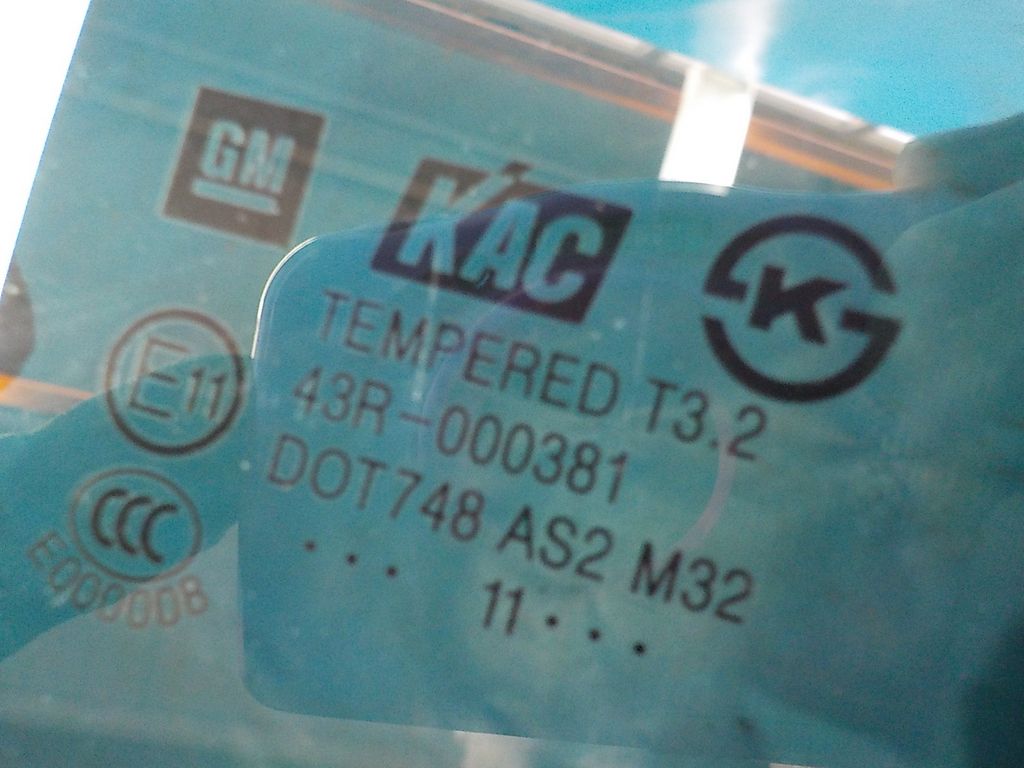 GM
KAC
K
TEMPERED T3.2
E11
43R-000381
DOT748 AS2 M32
CCC
E000008
.. . 11...